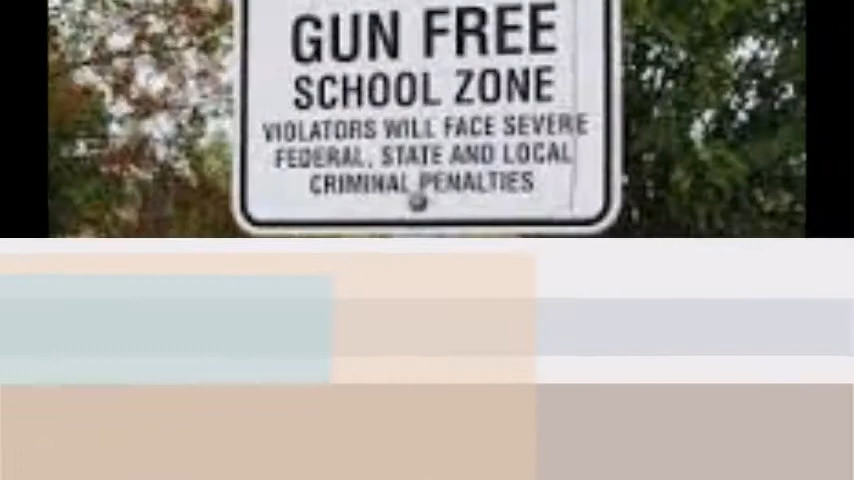 GUN FREE
SCHOOL ZONE
VIOLATORS WILL FACE SEVERE
FEDERAL, STATE AND LOCAL
CRIMINAL PENALTIES